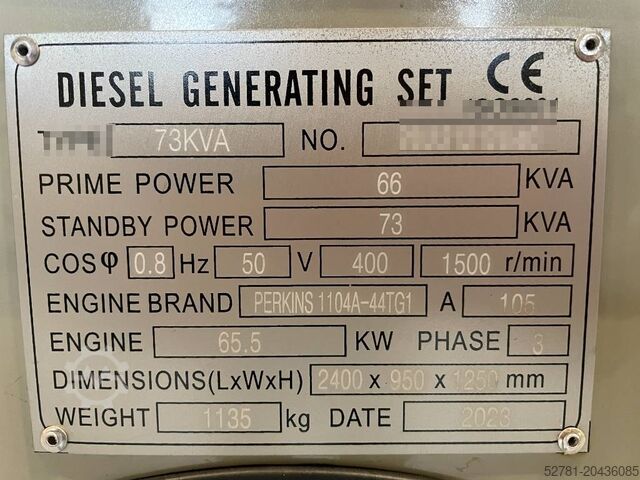 DIESEL GENERATING SET CE
73KVA NO.
PRIME POWER 66 KVA
STANDBY POWER 73 KVA
COSφ 0.8 Hz 50 V 400 1500 r/min
ENGINE BRAND PERKINS 1104A-44TG1 A 105
ENGINE 65.5 KW PHASE 3
DIMENSIONS(LxWxH) 2400 x 950 x 1250 mm
WEIGHT 1135 kg DATE 2023
52781-20436085